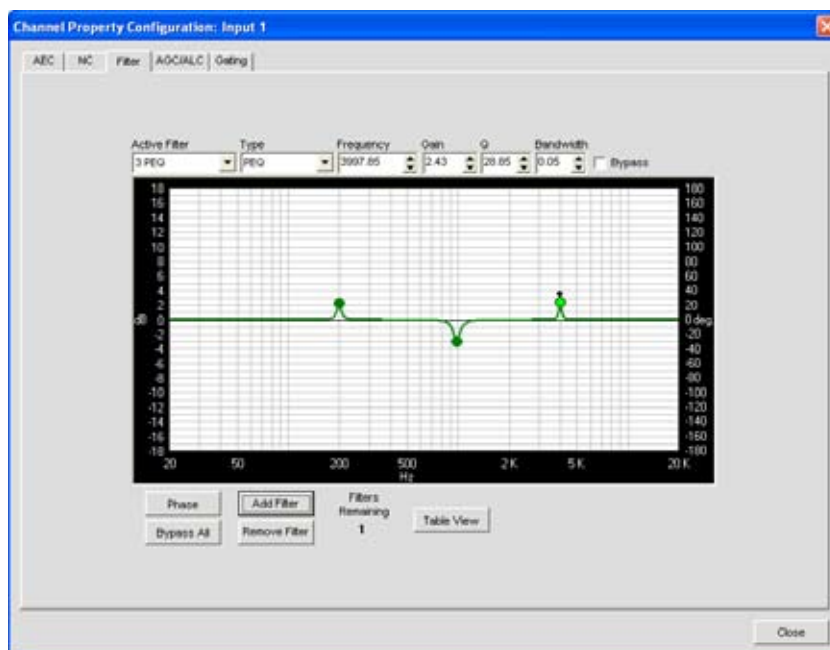 Channel Property Configuration: Input 1
AEC NC Filter AGC/ALC Gating
Active Filter Type Frequency Gain Q Bandwidth
3 PEQ PEQ 3997.85 2.43 28.85 0.05 Bypass
18 180
16 160
14 140
12 120
10 100
8 80
6 60
4 40
2 20
dB 0 0 deg
-2 -20
-4 -40
-6 -60
-8 -80
-10 -100
-12 -120
-14 -140
-16 -160
-18 -180
20 50 200 500 2 K 5 K 20 K
Hz
Phase Add Filter Filters Remaining 1 Table View
Bypass All Remove Filter
Close